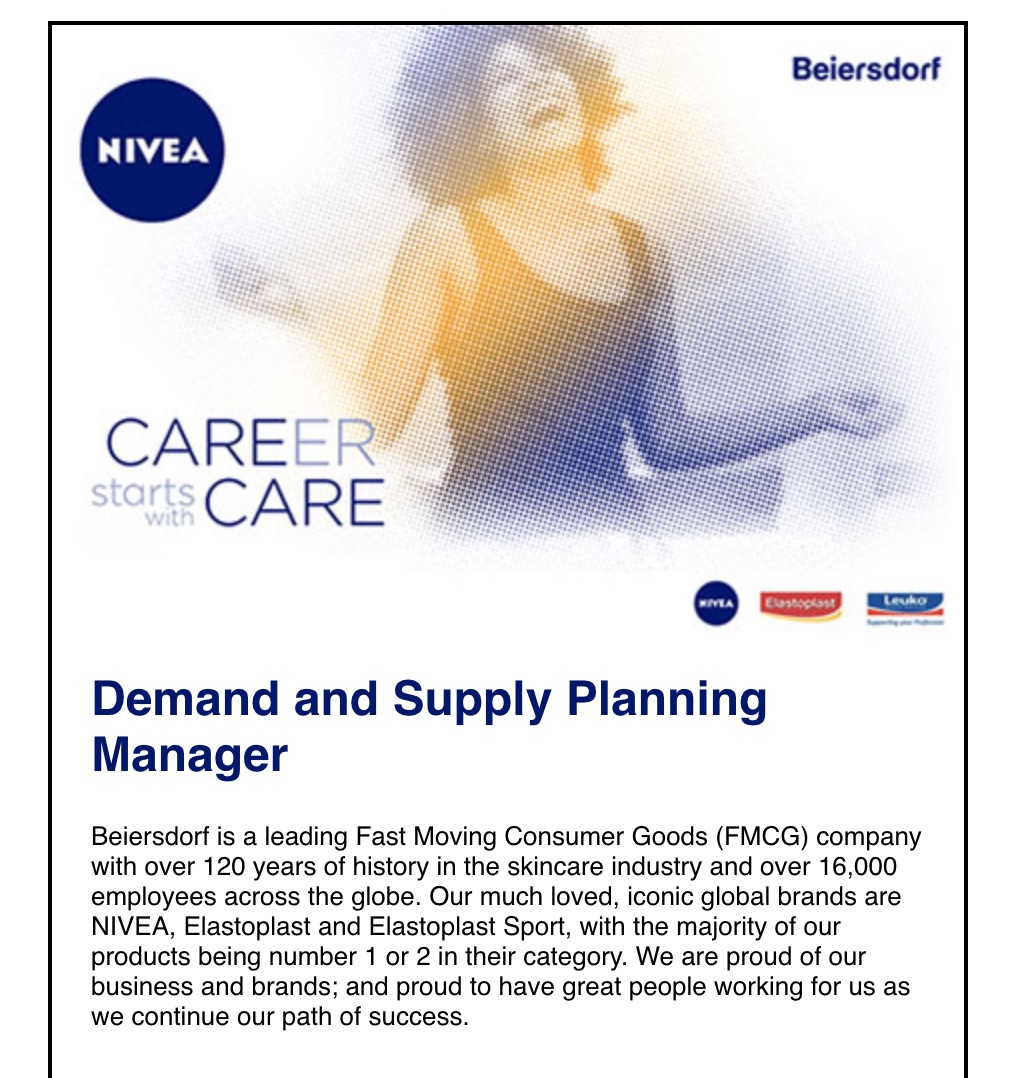 Beiersdorf
NIVEA
CAREER
starts
with CARE
NIVEA Elastoplast Leuko
Supporting your Profession
Demand and Supply Planning
Manager
Beiersdorf is a leading Fast Moving Consumer Goods (FMCG) company
with over 120 years of history in the skincare industry and over 16,000
employees across the globe. Our much loved, iconic global brands are
NIVEA, Elastoplast and Elastoplast Sport, with the majority of our
products being number 1 or 2 in their category. We are proud of our
business and brands; and proud to have great people working for us as
we continue our path of success.